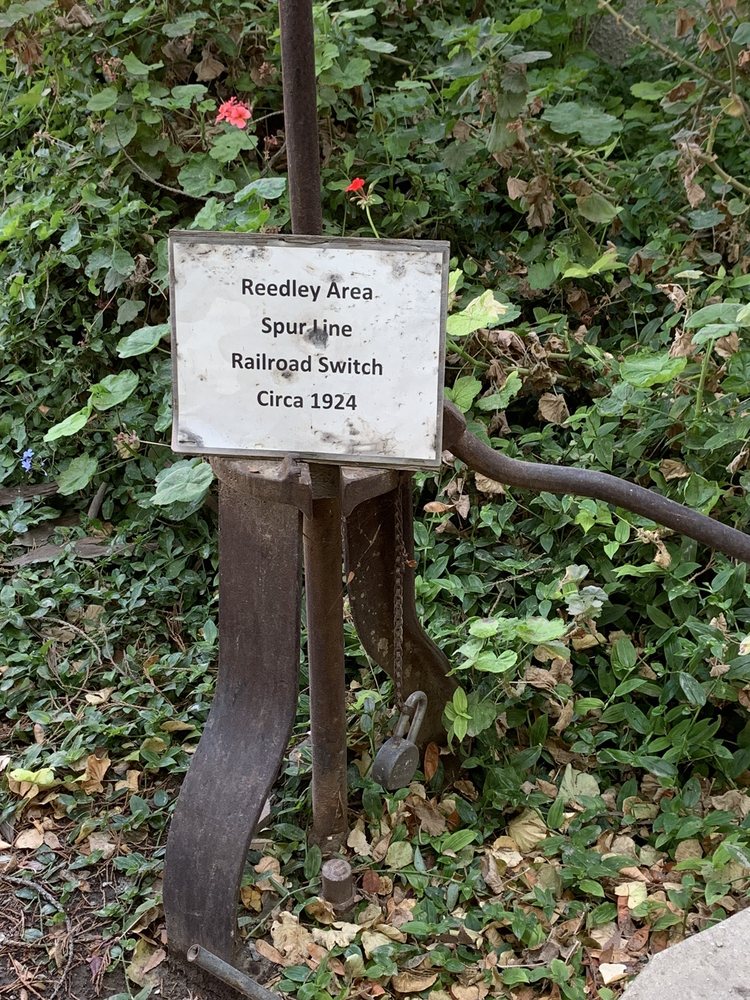 Reedley Area
Spur Line
Railroad Switch
Circa 1924